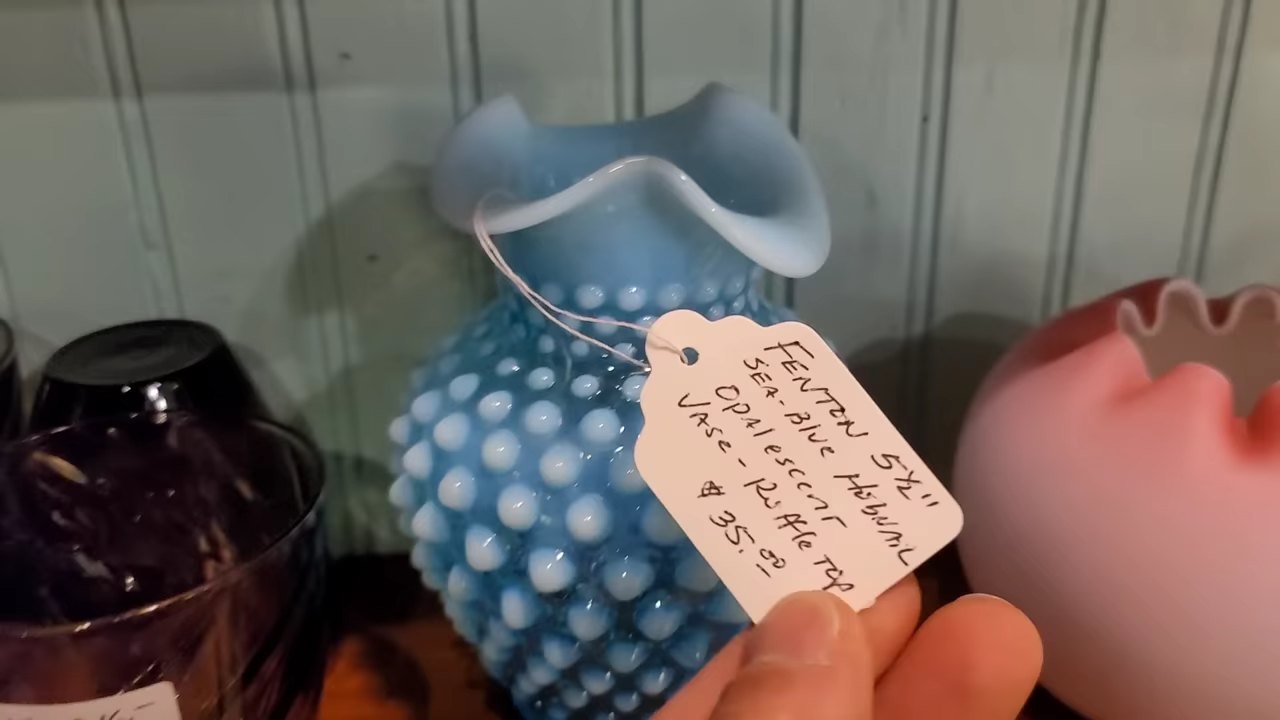 FENTON 5½"
SEA-Blue HobNAIL
OPAlescent
VASE - Ruffle Top
$35.00